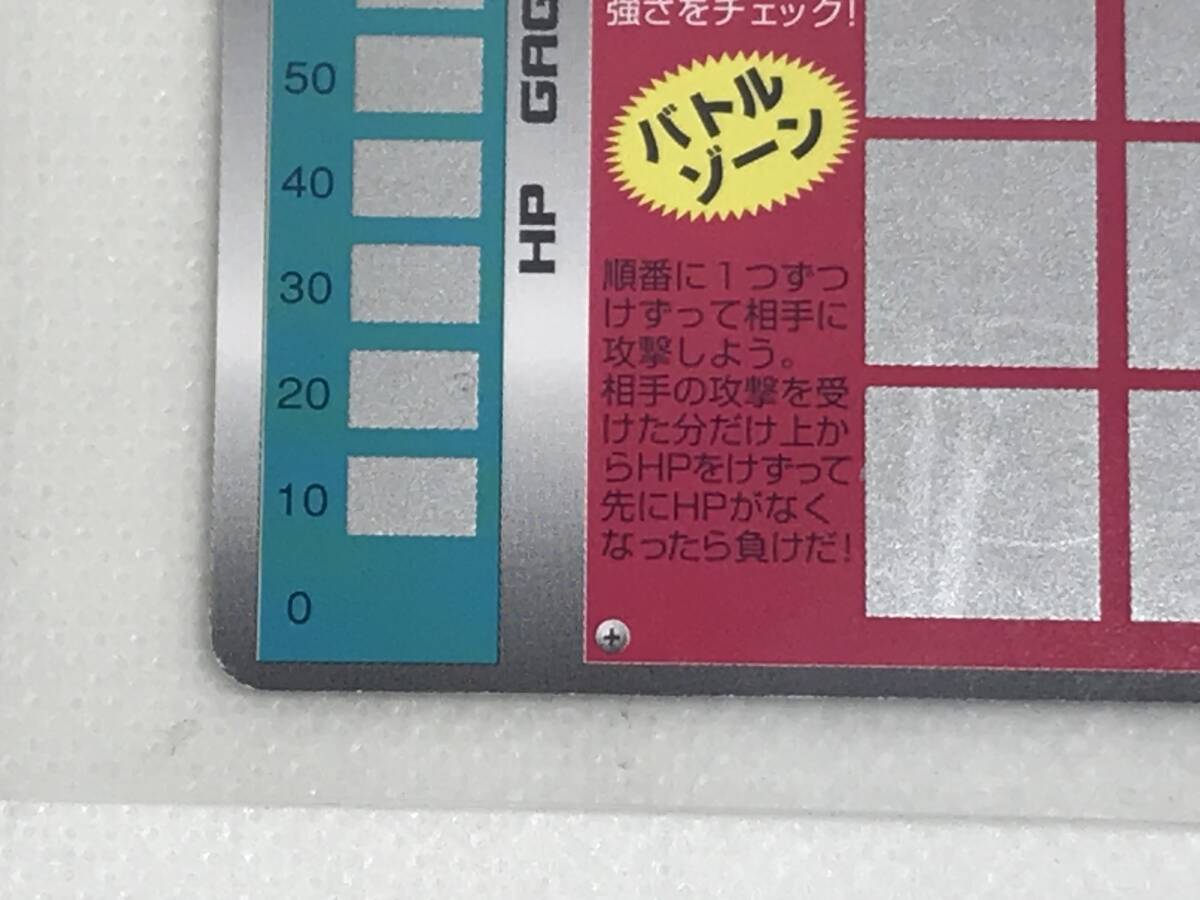 50
40
30
20
10
0
HP GAG
強さをチェック!
バトル
ゾーン
順番に1つずつ
けずって相手に
攻撃しよう。
相手の攻撃を受
けた分だけ上か
らHPをけずって
先にHPがなく
なったら負けだ!